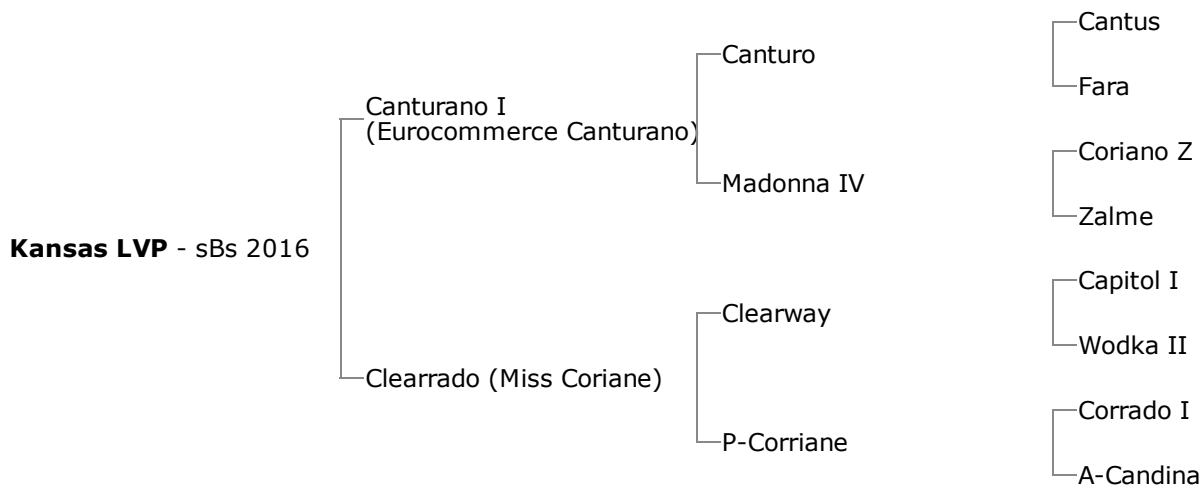 Cantus
Canturo
Fara
Canturano I
(Eurocommerce Canturano)
Coriano Z
Madonna IV
Zalme
Kansas LVP - sBs 2016
Capitol I
Clearway
Wodka II
Clearrado (Miss Coriane)
Corrado I
P-Corriane
A-Candina